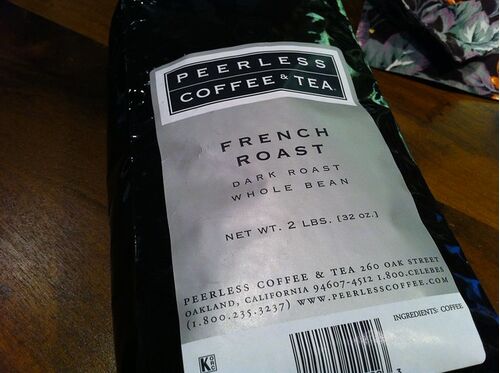 PEERLESS
COFFEE & TEA
FRENCH
ROAST
DARK ROAST
WHOLE BEAN
NET WT. 2 LBS. [32 OZ.]
PEERLESS COFFEE & TEA 260 OAK STREET
OAKLAND, CALIFORNIA 94607-4512 1.800.CELEBES
(1.800.235.3237) WWW.PEERLESSCOFFEE.COM
INGREDIENTS: COFFEE
K
3